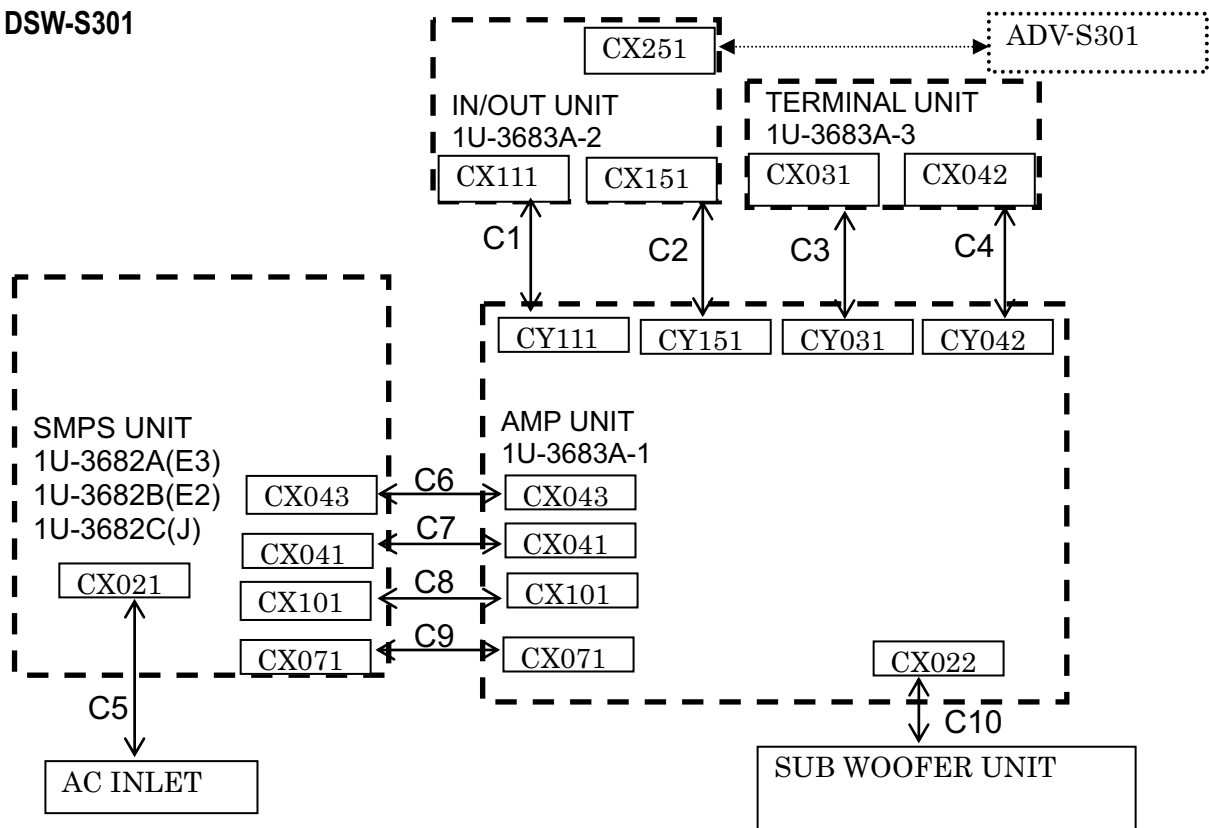 DSW-S301
CX251
ADV-S301
IN/OUT UNIT
1U-3683A-2
TERMINAL UNIT
1U-3683A-3
CX111
CX151
CX031
CX042
C1
C2
C3
C4
CY111
CY151
CY031
CY042
SMPS UNIT
1U-3682A(E3)
1U-3682B(E2)
1U-3682C(J)
AMP UNIT
1U-3683A-1
CX043
C6
CX043
CX041
C7
CX041
CX021
CX101
C8
CX101
CX071
C9
CX071
CX022
C5
C10
AC INLET
SUB WOOFER UNIT